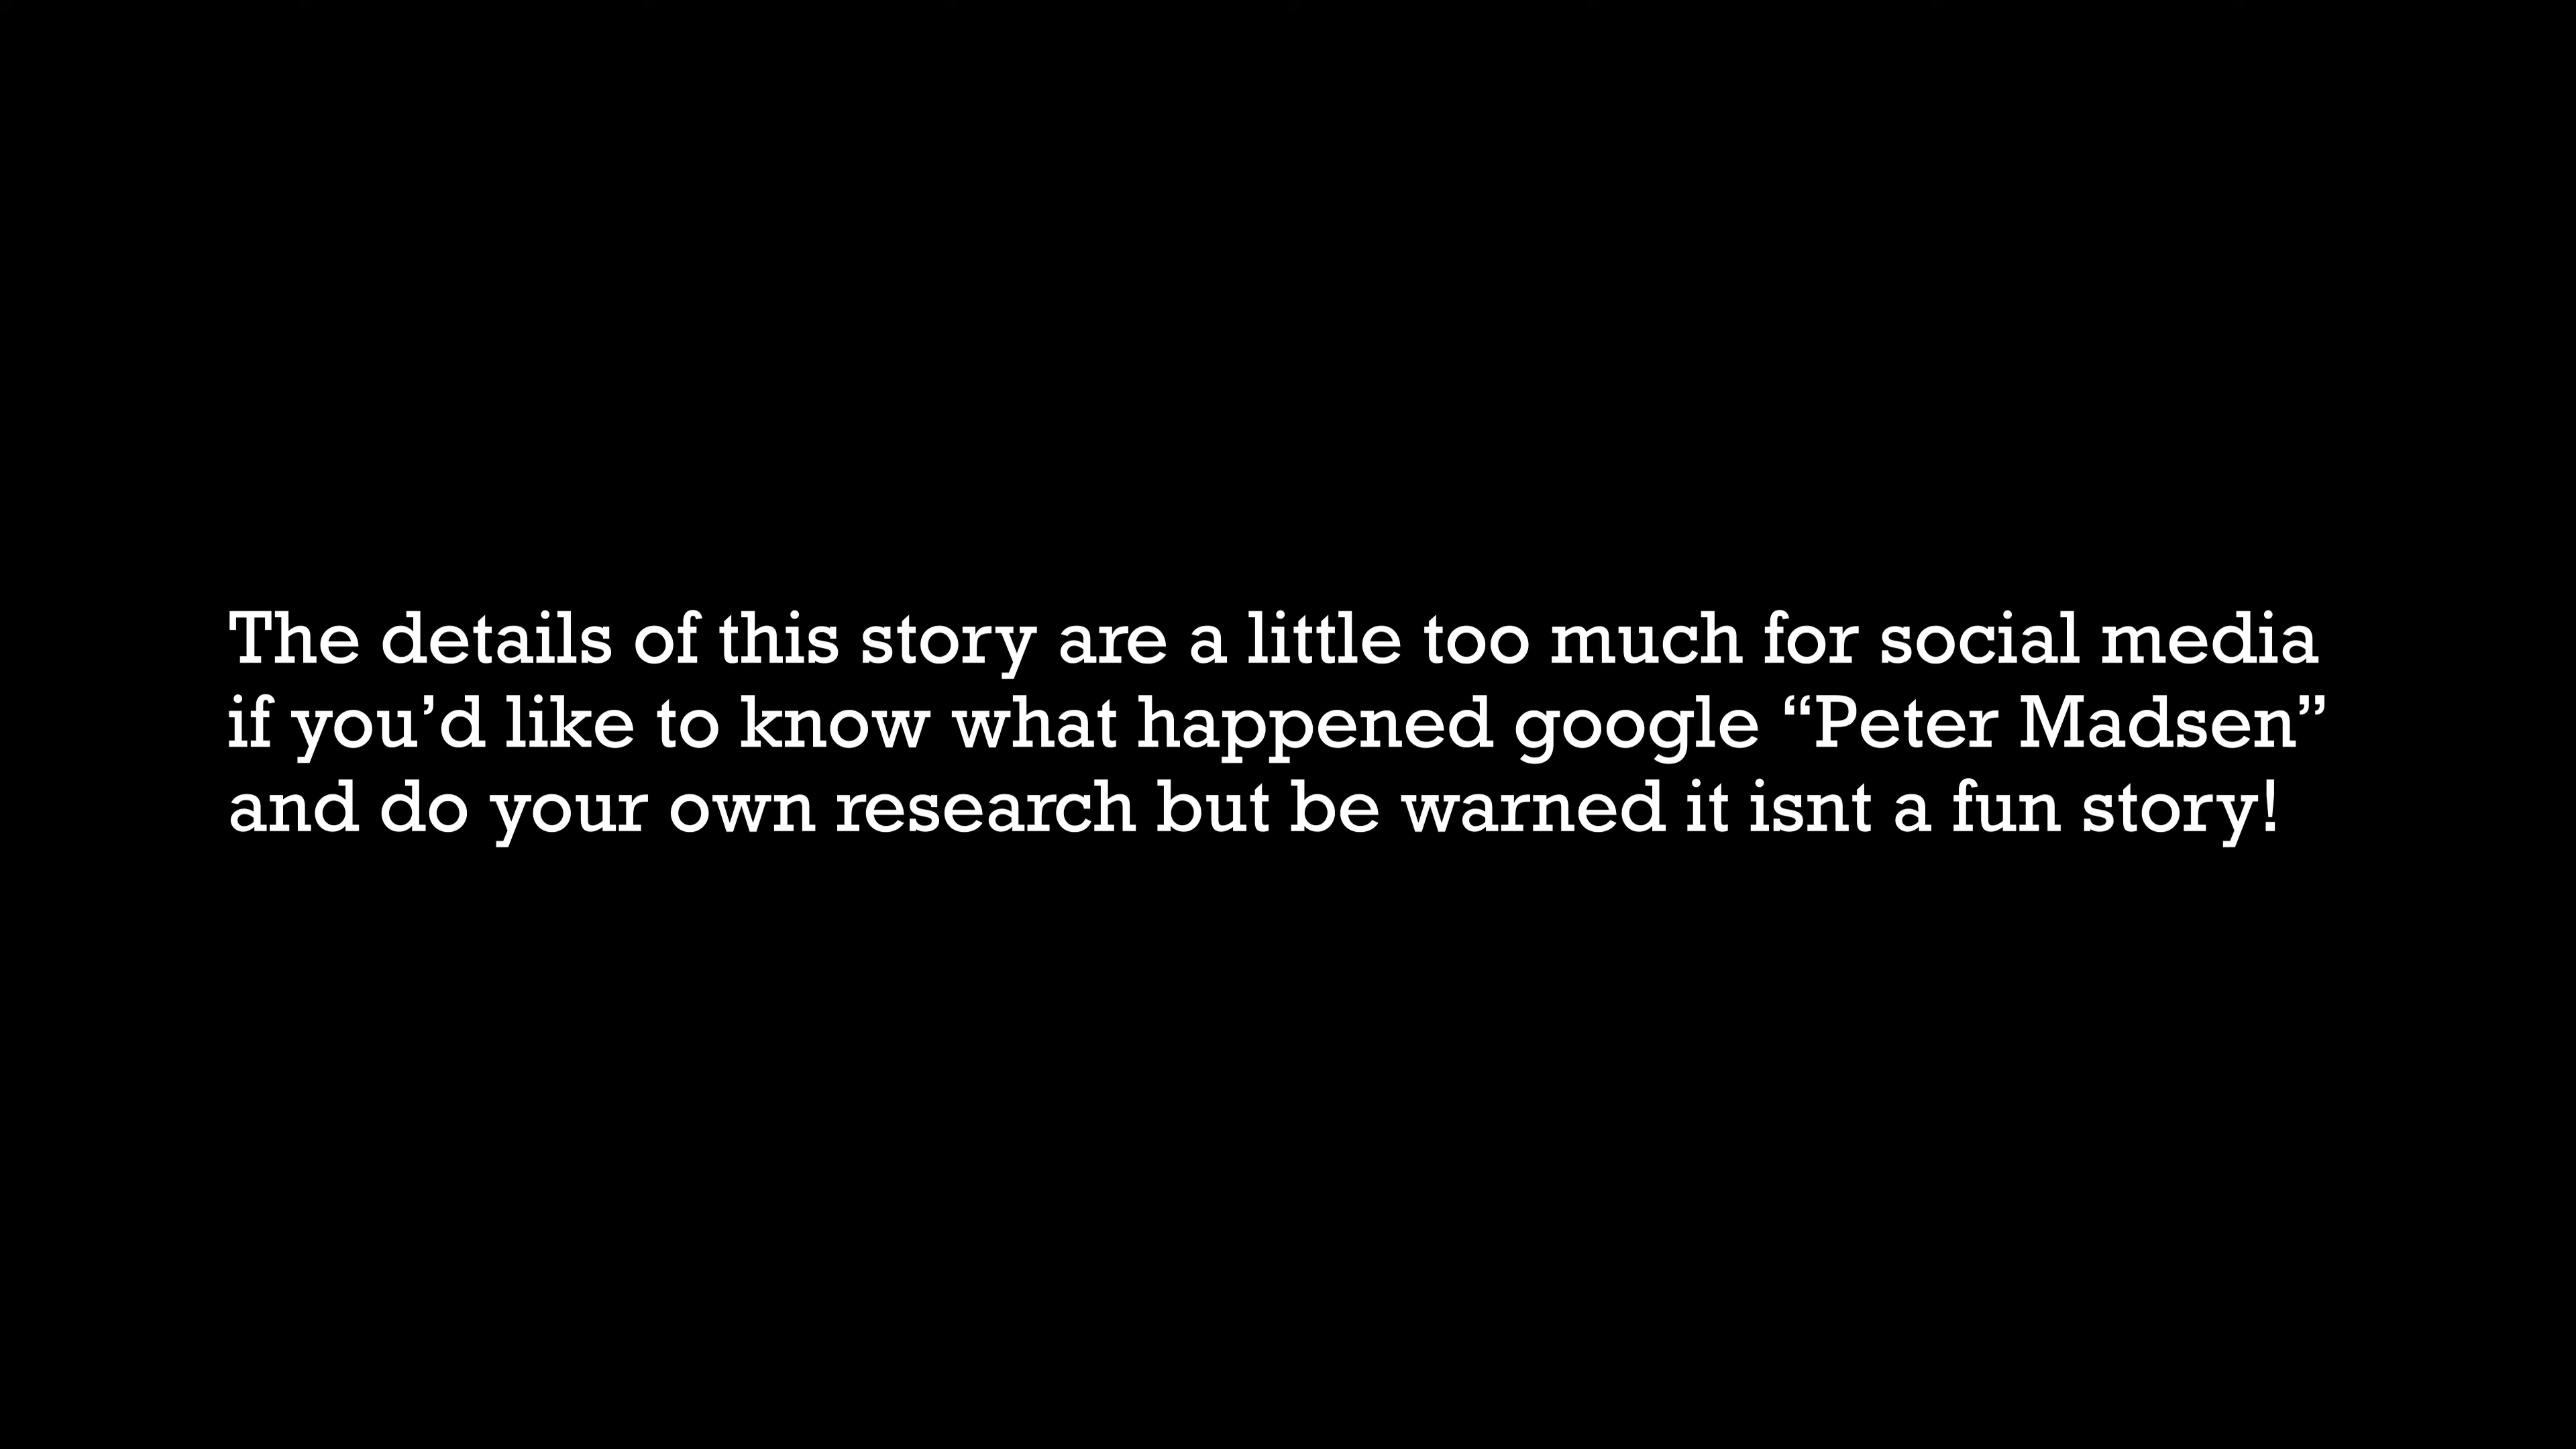 The details of this story are a little too much for social media
if you’d like to know what happened google “Peter Madsen”
and do your own research but be warned it isnt a fun story!